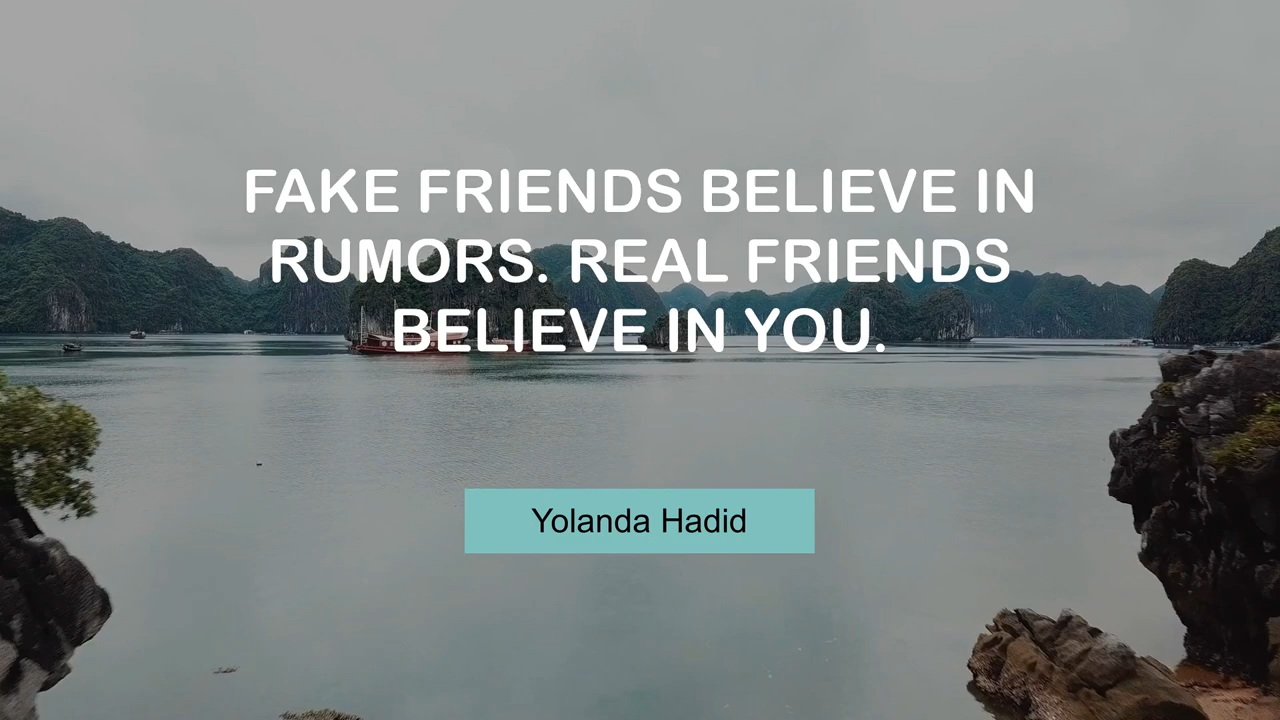 FAKE FRIENDS BELIEVE IN
RUMORS. REAL FRIENDS
BELIEVE IN YOU.
Yolanda Hadid